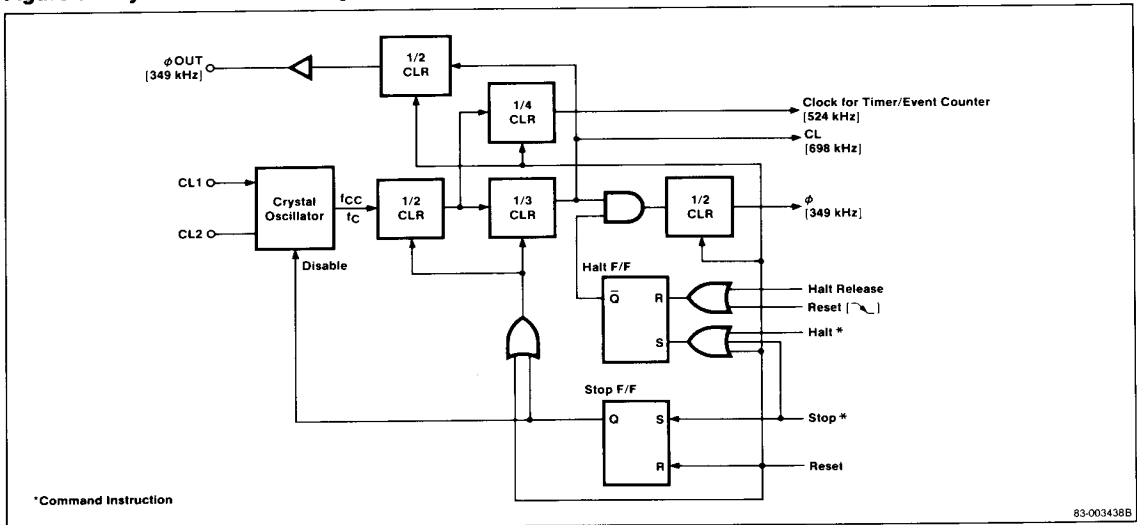 ϕOUT
[349 kHz]
1/2
CLR
1/4
CLR
Clock for Timer/Event Counter
[524 kHz]
CL
[698 kHz]
CL1
CL2
Crystal
Oscillator
fCC
fC
1/2
CLR
1/3
CLR
1/2
CLR
ϕ
[349 kHz]
Disable
Halt F/F
Q̅
R
S
Halt Release
Reset [ ]
Halt *
Stop F/F
Q
S
R
Stop *
Reset
*Command Instruction
83-003438B